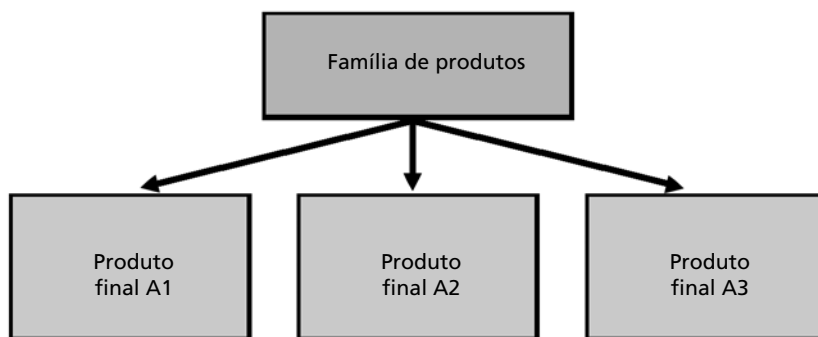 Família de produtos
Produto
final A1
Produto
final A2
Produto
final A3